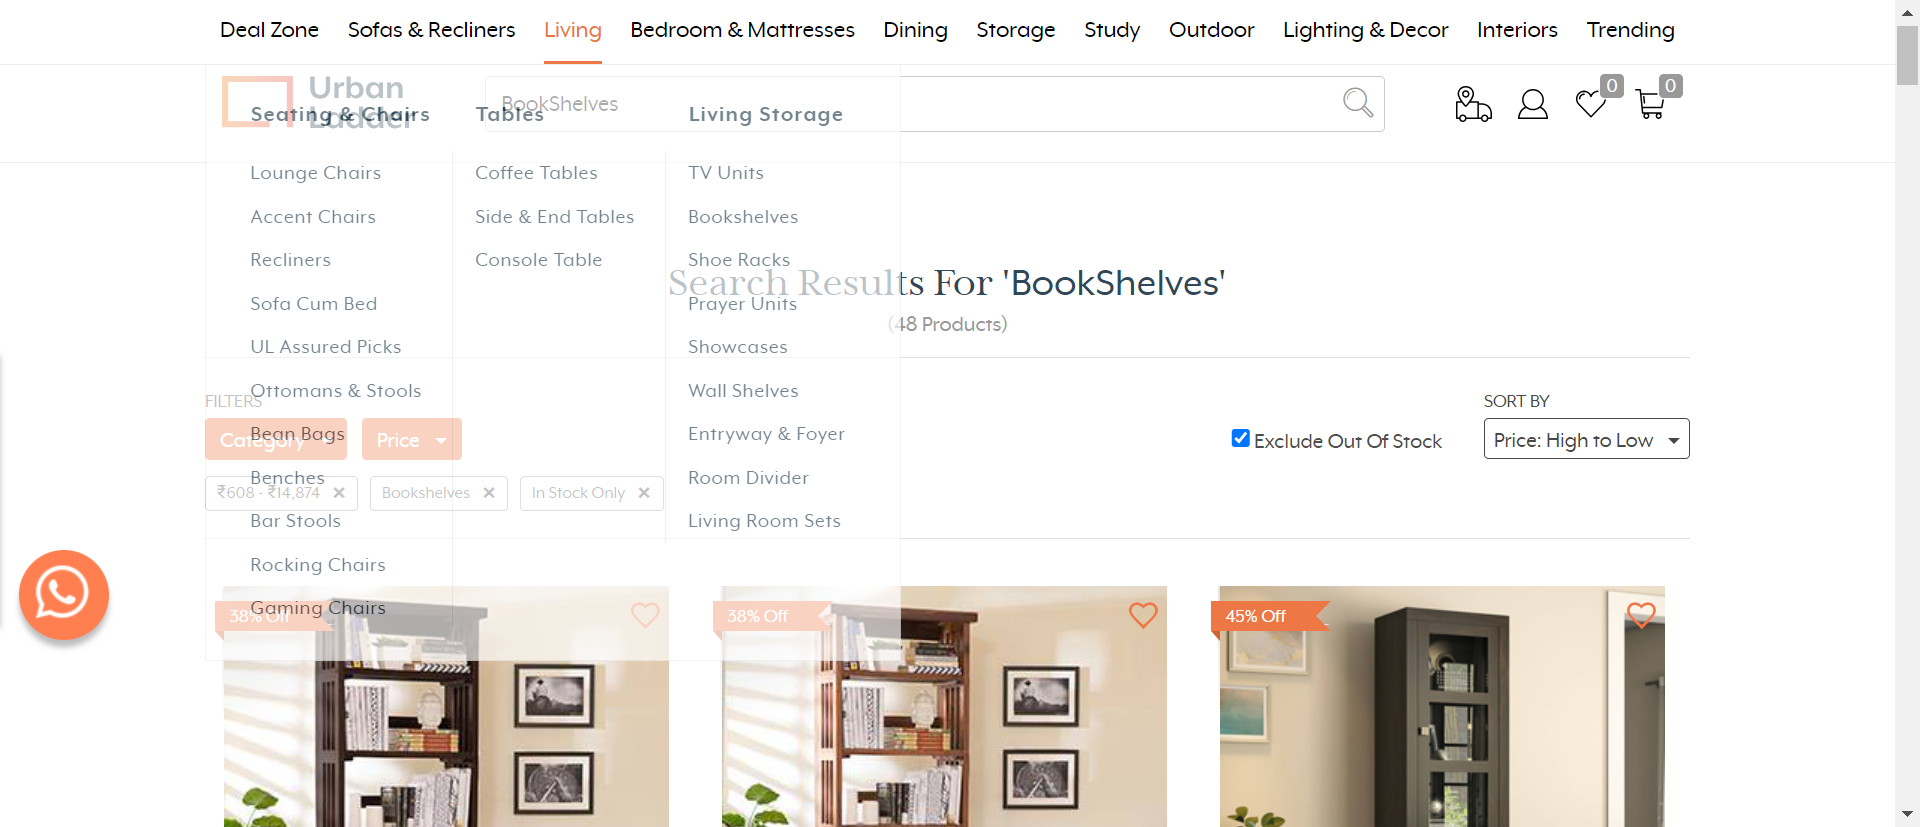 Deal Zone Sofas & Recliners Living Bedroom & Mattresses Dining Storage Study Outdoor Lighting & Decor Interiors Trending
Urban
Ladder
BookShelves
0
0
Seating & Chairs
Lounge Chairs
Accent Chairs
Recliners
Sofa Cum Bed
UL Assured Picks
Ottomans & Stools
Bean Bags
Benches
Bar Stools
Rocking Chairs
Gaming Chairs
Tables
Coffee Tables
Side & End Tables
Console Table
Living Storage
TV Units
Bookshelves
Shoe Racks
Prayer Units
Showcases
Wall Shelves
Entryway & Foyer
Room Divider
Living Room Sets
Search Results For 'BookShelves'
(48 Products)
FILTERS
Category
Price
Exclude Out Of Stock
SORT BY
Price: High to Low
₹608 - ₹14,874 ×
Bookshelves ×
In Stock Only ×
38% Off
38% Off
45% Off